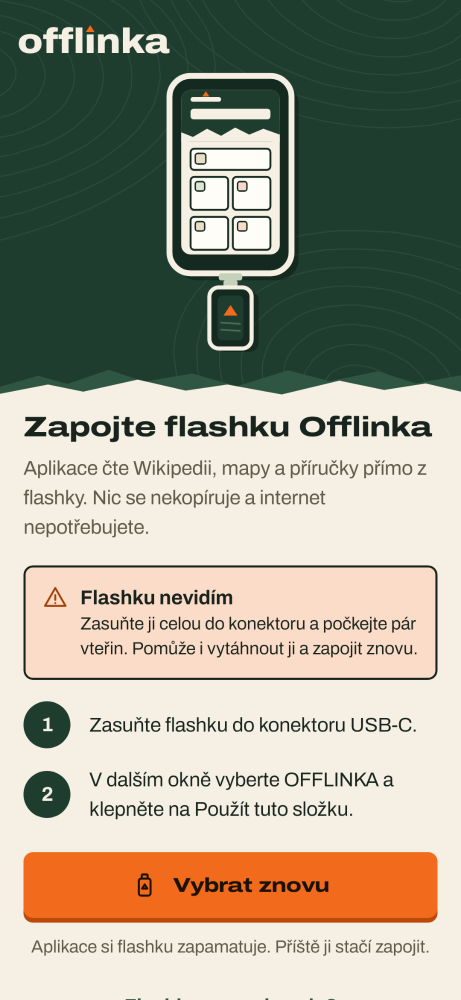 offlinka
Zapojte flashku Offlinka
Aplikace čte Wikipedii, mapy a příručky přímo z
flashky. Nic se nekopíruje a internet
nepotřebujete.
Flashku nevidím
Zasuňte ji celou do konektoru a počkejte pár
vteřin. Pomůže i vytáhnout ji a zapojit znovu.
1 Zasuňte flashku do konektoru USB-C.
2 V dalším okně vyberte OFFLINKA a
klepněte na Použít tuto složku.
Vybrat znovu
Aplikace si flashku zapamatuje. Příště ji stačí zapojit.